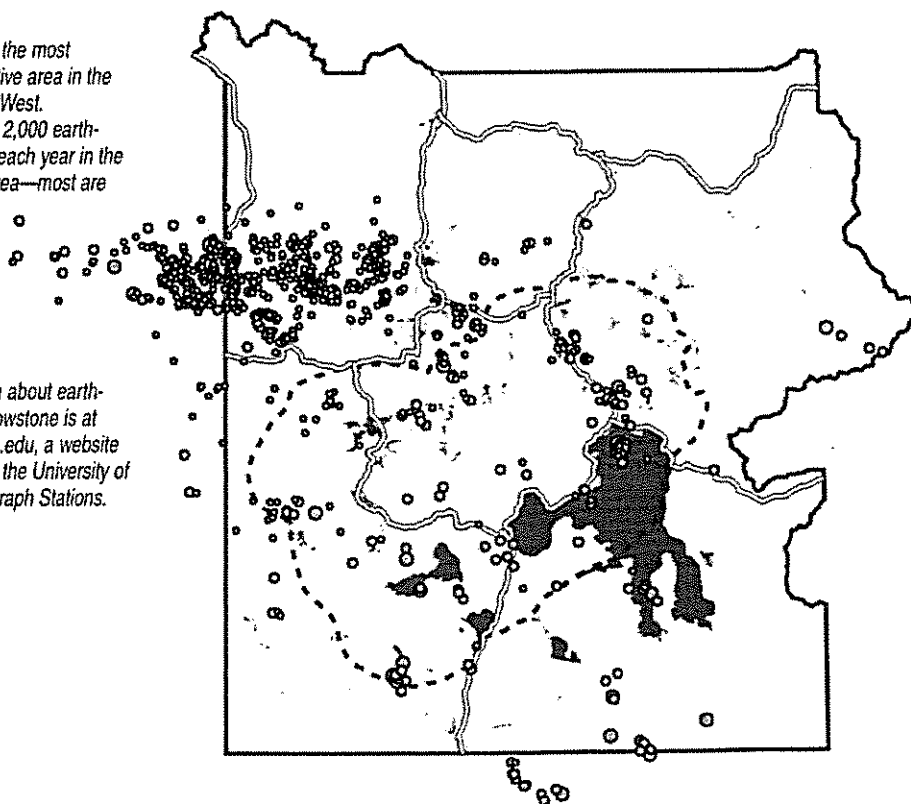 the most
ive area in the
West.
2,000 earth-
each year in the
ea—most are
about earth-
owstone is at
.edu, a website
the University of
raph Stations.